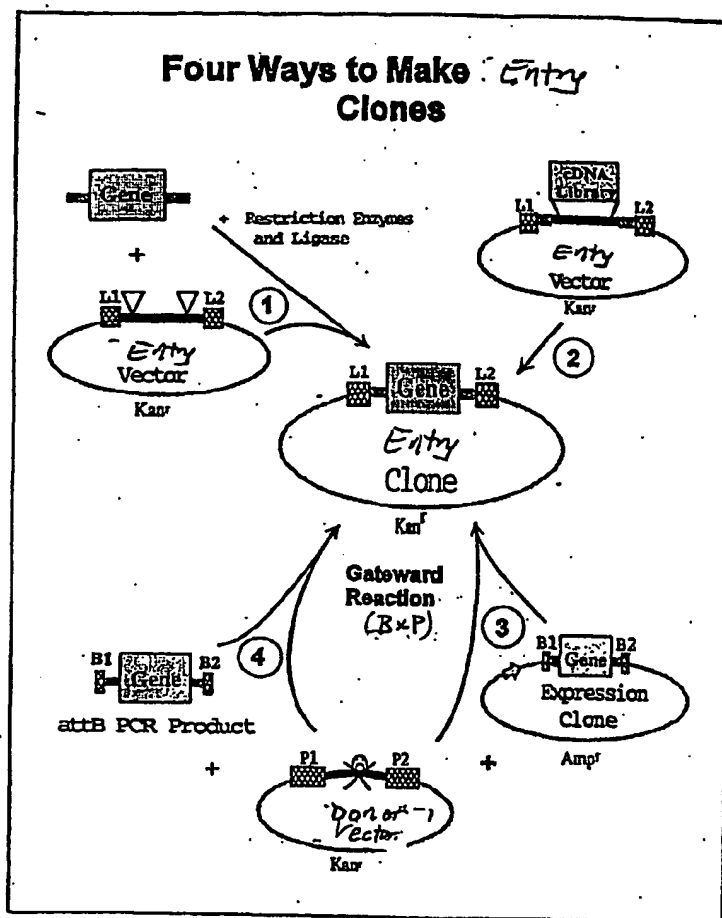 Four Ways to Make Entry
Clones
Gene
+ Restriction Enzymes
and Ligase
+
L1
L2
Entry
Vector
Kanr
1
cDNA
Library
L1
L2
Entry
Vector
Kanr
2
L1
Gene
L2
Entry
Clone
Kanr
Gateward
Reaction
(B×P)
4
3
B1
Gene
B2
attB PCR Product
+
P1
P2
Donor
Vector
Kanr
+
B1
Gene
B2
Expression
Clone
Ampr